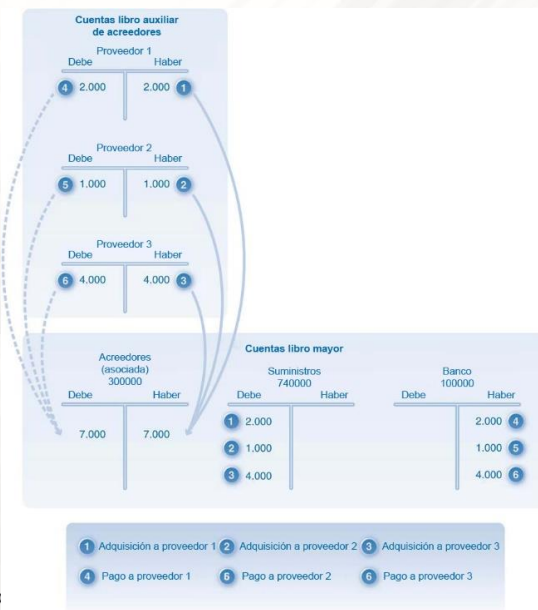 Cuentas libro auxiliar
de acreedores
Proveedor 1
Debe Haber
4 2.000 2.000 1
Proveedor 2
Debe Haber
5 1.000 1.000 2
Proveedor 3
Debe Haber
6 4.000 4.000 3
Cuentas libro mayor
Acreedores
(asociada)
300000
Debe Haber
7.000 7.000
Suministros
740000
Debe Haber
1 2.000
2 1.000
3 4.000
Banco
100000
Debe Haber
2.000 4
1.000 5
4.000 6
1 Adquisición a proveedor 1 2 Adquisición a proveedor 2 3 Adquisición a proveedor 3
4 Pago a proveedor 1 6 Pago a proveedor 2 6 Pago a proveedor 3